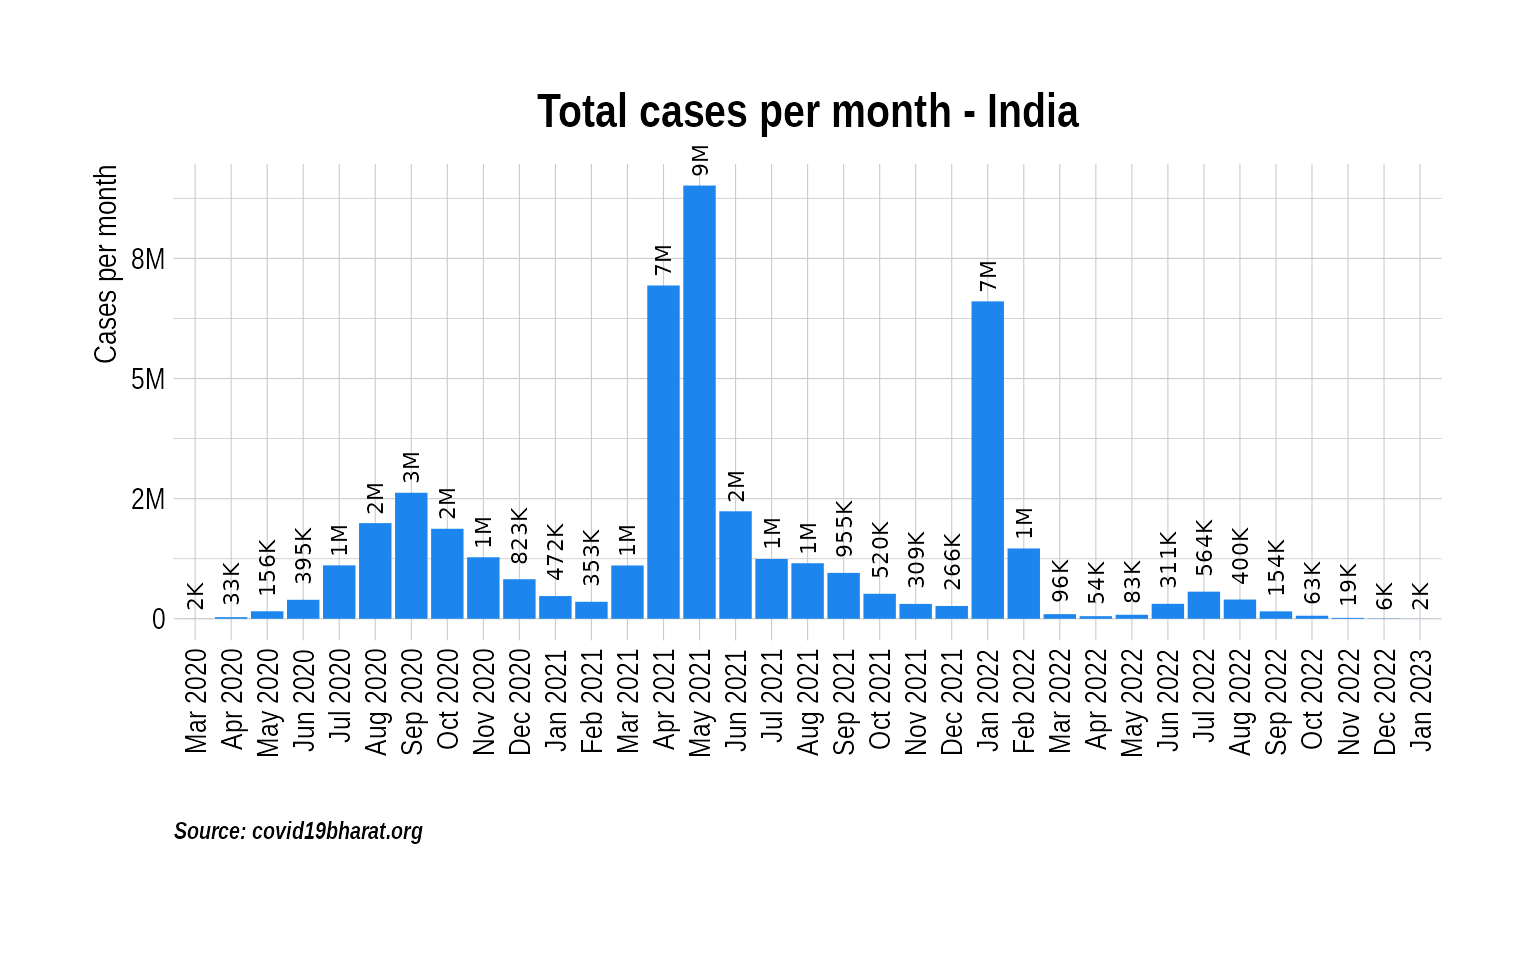 Total cases per month - India
Cases per month
8M
5M
2M
0
2K
33K
156K
395K
1M
2M
3M
2M
1M
823K
472K
353K
1M
7M
9M
2M
1M
1M
955K
520K
309K
266K
7M
1M
96K
54K
83K
311K
564K
400K
154K
63K
19K
6K
2K
Mar 2020
Apr 2020
May 2020
Jun 2020
Jul 2020
Aug 2020
Sep 2020
Oct 2020
Nov 2020
Dec 2020
Jan 2021
Feb 2021
Mar 2021
Apr 2021
May 2021
Jun 2021
Jul 2021
Aug 2021
Sep 2021
Oct 2021
Nov 2021
Dec 2021
Jan 2022
Feb 2022
Mar 2022
Apr 2022
May 2022
Jun 2022
Jul 2022
Aug 2022
Sep 2022
Oct 2022
Nov 2022
Dec 2022
Jan 2023
Source: covid19bharat.org